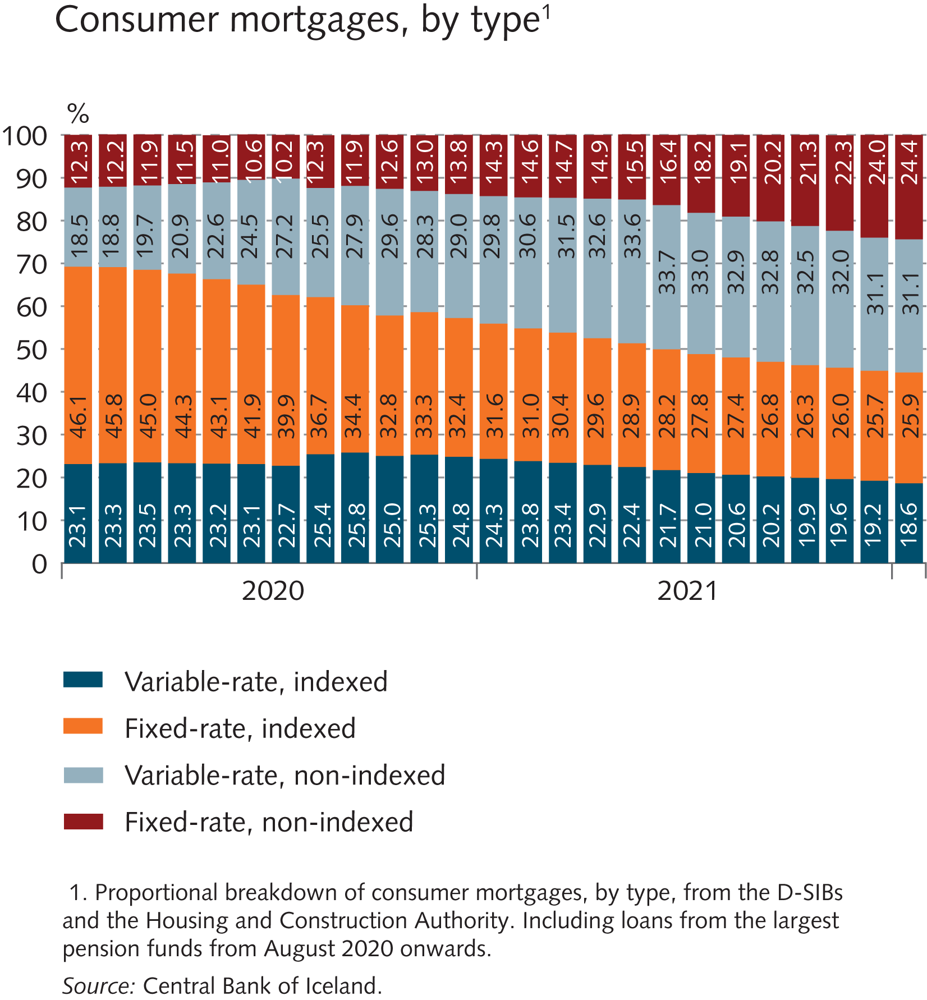 Consumer mortgages, by type¹
%
100
90
80
70
60
50
40
30
20
10
0
12.3 12.2 11.9 11.5 11.0 10.6 10.2 12.3 11.9 12.6 13.0 13.8 14.3 14.6 14.7 14.9 15.5 16.4 18.2 19.1 20.2 21.3 22.3 24.0 24.4
18.5 18.8 19.7 20.9 22.6 24.5 27.2 25.5 27.9 29.6 28.3 29.0 29.8 30.6 31.5 32.6 33.6 33.7 33.0 32.9 32.8 32.5 32.0 31.1 31.1
46.1 45.8 45.0 44.3 43.1 41.9 39.9 36.7 34.4 32.8 33.3 32.4 31.6 31.0 30.4 29.6 28.9 28.2 27.8 27.4 26.8 26.3 26.0 25.7 25.9
23.1 23.3 23.5 23.3 23.2 23.1 22.7 25.4 25.8 25.0 25.3 24.8 24.3 23.8 23.4 22.9 22.4 21.7 21.0 20.6 20.2 19.9 19.6 19.2 18.6
2020 2021
Variable-rate, indexed
Fixed-rate, indexed
Variable-rate, non-indexed
Fixed-rate, non-indexed
1. Proportional breakdown of consumer mortgages, by type, from the D-SIBs
and the Housing and Construction Authority. Including loans from the largest
pension funds from August 2020 onwards.
Source: Central Bank of Iceland.